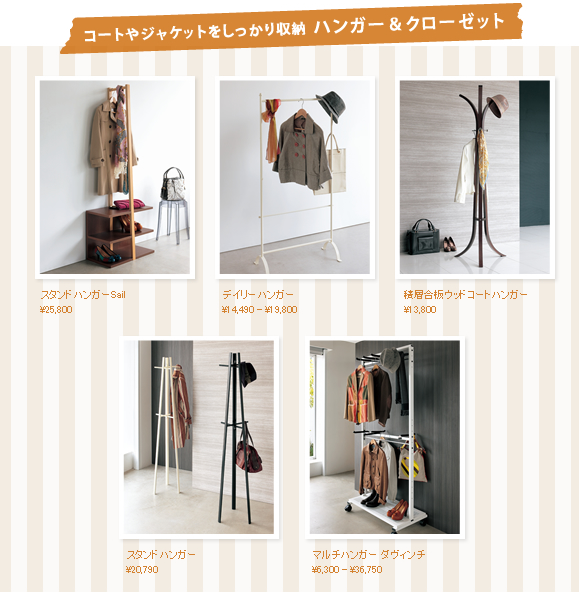 コートやジャケットをしっかり収納 ハンガー＆クローゼット
スタンドハンガーSail
¥25,800
デイリーハンガー
¥14,490－¥19,800
積層合板ウッドコートハンガー
¥13,800
スタンドハンガー
¥20,790
マルチハンガー ダヴィンチ
¥6,300－¥36,750